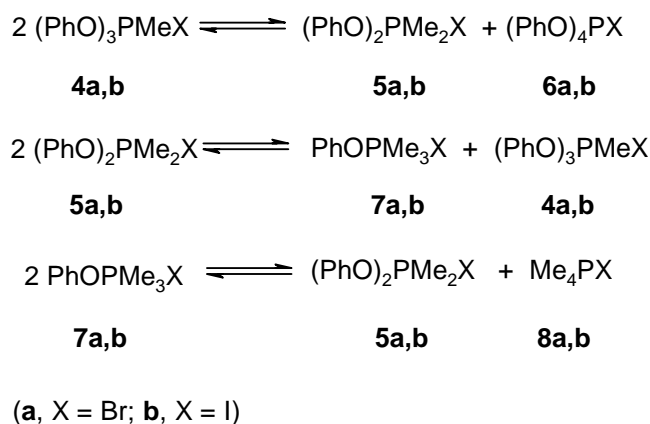 2 (PhO)₃PMeX ⇌ (PhO)₂PMe₂X + (PhO)₄PX
4a,b 5a,b 6a,b
2 (PhO)₂PMe₂X ⇌ PhOPMe₃X + (PhO)₃PMeX
5a,b 7a,b 4a,b
2 PhOPMe₃X ⇌ (PhO)₂PMe₂X + Me₄PX
7a,b 5a,b 8a,b
(a, X = Br; b, X = I)